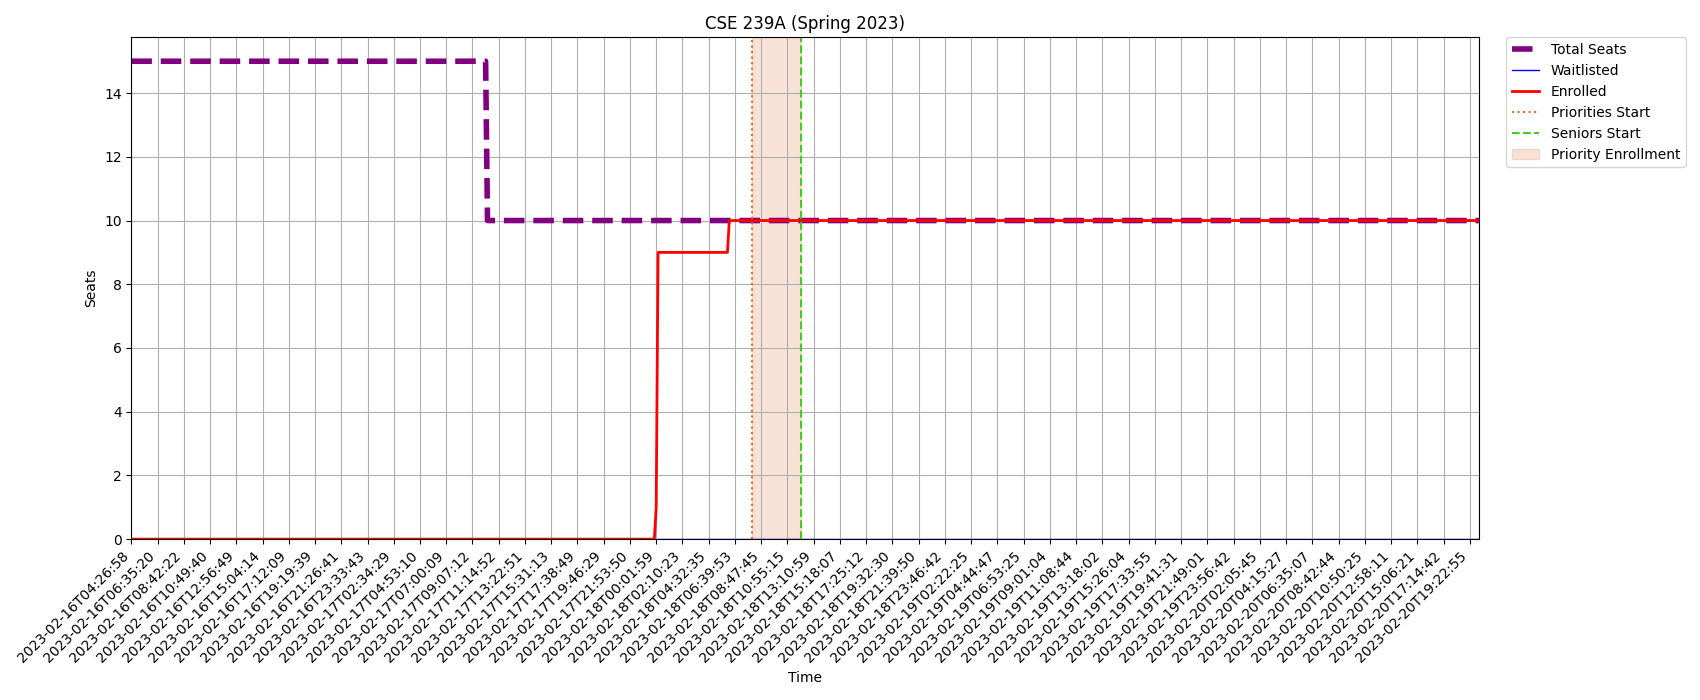 CSE 239A (Spring 2023)
Total Seats
Waitlisted
Enrolled
Priorities Start
Seniors Start
Priority Enrollment
Seats
14
12
10
8
6
4
2
0
2023-02-16T04:26:58
2023-02-16T06:35:20
2023-02-16T08:42:22
2023-02-16T10:49:40
2023-02-16T12:56:49
2023-02-16T15:04:14
2023-02-16T17:12:09
2023-02-16T19:19:39
2023-02-16T21:26:41
2023-02-16T23:33:43
2023-02-17T02:34:29
2023-02-17T04:53:10
2023-02-17T07:00:09
2023-02-17T09:07:12
2023-02-17T11:14:52
2023-02-17T13:22:51
2023-02-17T15:31:13
2023-02-17T17:38:49
2023-02-17T19:46:29
2023-02-17T21:53:50
2023-02-18T00:01:59
2023-02-18T02:10:23
2023-02-18T04:32:35
2023-02-18T06:39:53
2023-02-18T08:47:45
2023-02-18T10:55:15
2023-02-18T13:10:59
2023-02-18T15:18:07
2023-02-18T17:25:12
2023-02-18T19:32:30
2023-02-18T21:39:50
2023-02-18T23:46:42
2023-02-19T02:22:25
2023-02-19T04:44:47
2023-02-19T06:53:25
2023-02-19T09:01:04
2023-02-19T11:08:44
2023-02-19T13:18:02
2023-02-19T15:26:04
2023-02-19T17:33:55
2023-02-19T19:41:31
2023-02-19T21:49:01
2023-02-19T23:56:42
2023-02-20T02:05:45
2023-02-20T04:15:27
2023-02-20T06:35:07
2023-02-20T08:42:44
2023-02-20T10:50:25
2023-02-20T12:58:11
2023-02-20T15:06:21
2023-02-20T17:14:42
2023-02-20T19:22:55
Time